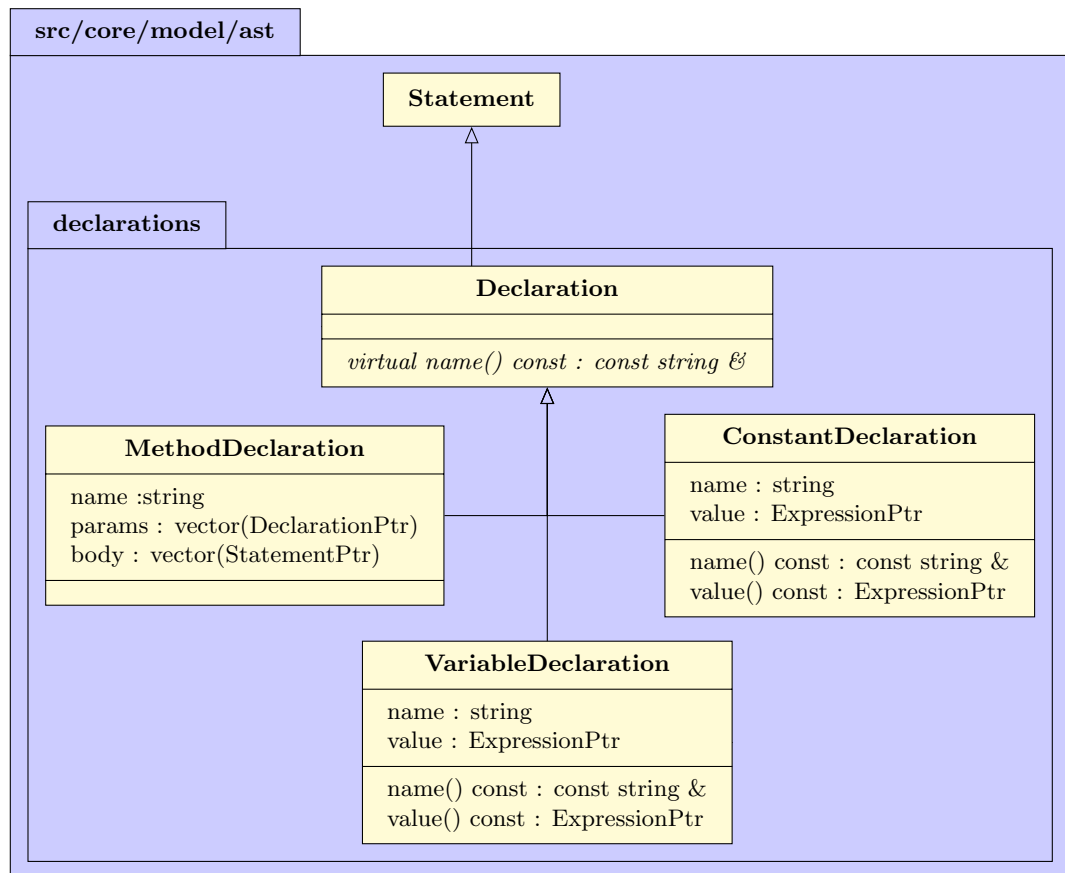 src/core/model/ast
Statement
declarations
Declaration
virtual name() const : const string &
MethodDeclaration
name :string
params : vector(DeclarationPtr)
body : vector(StatementPtr)
ConstantDeclaration
name : string
value : ExpressionPtr
name() const : const string &
value() const : ExpressionPtr
VariableDeclaration
name : string
value : ExpressionPtr
name() const : const string &
value() const : ExpressionPtr